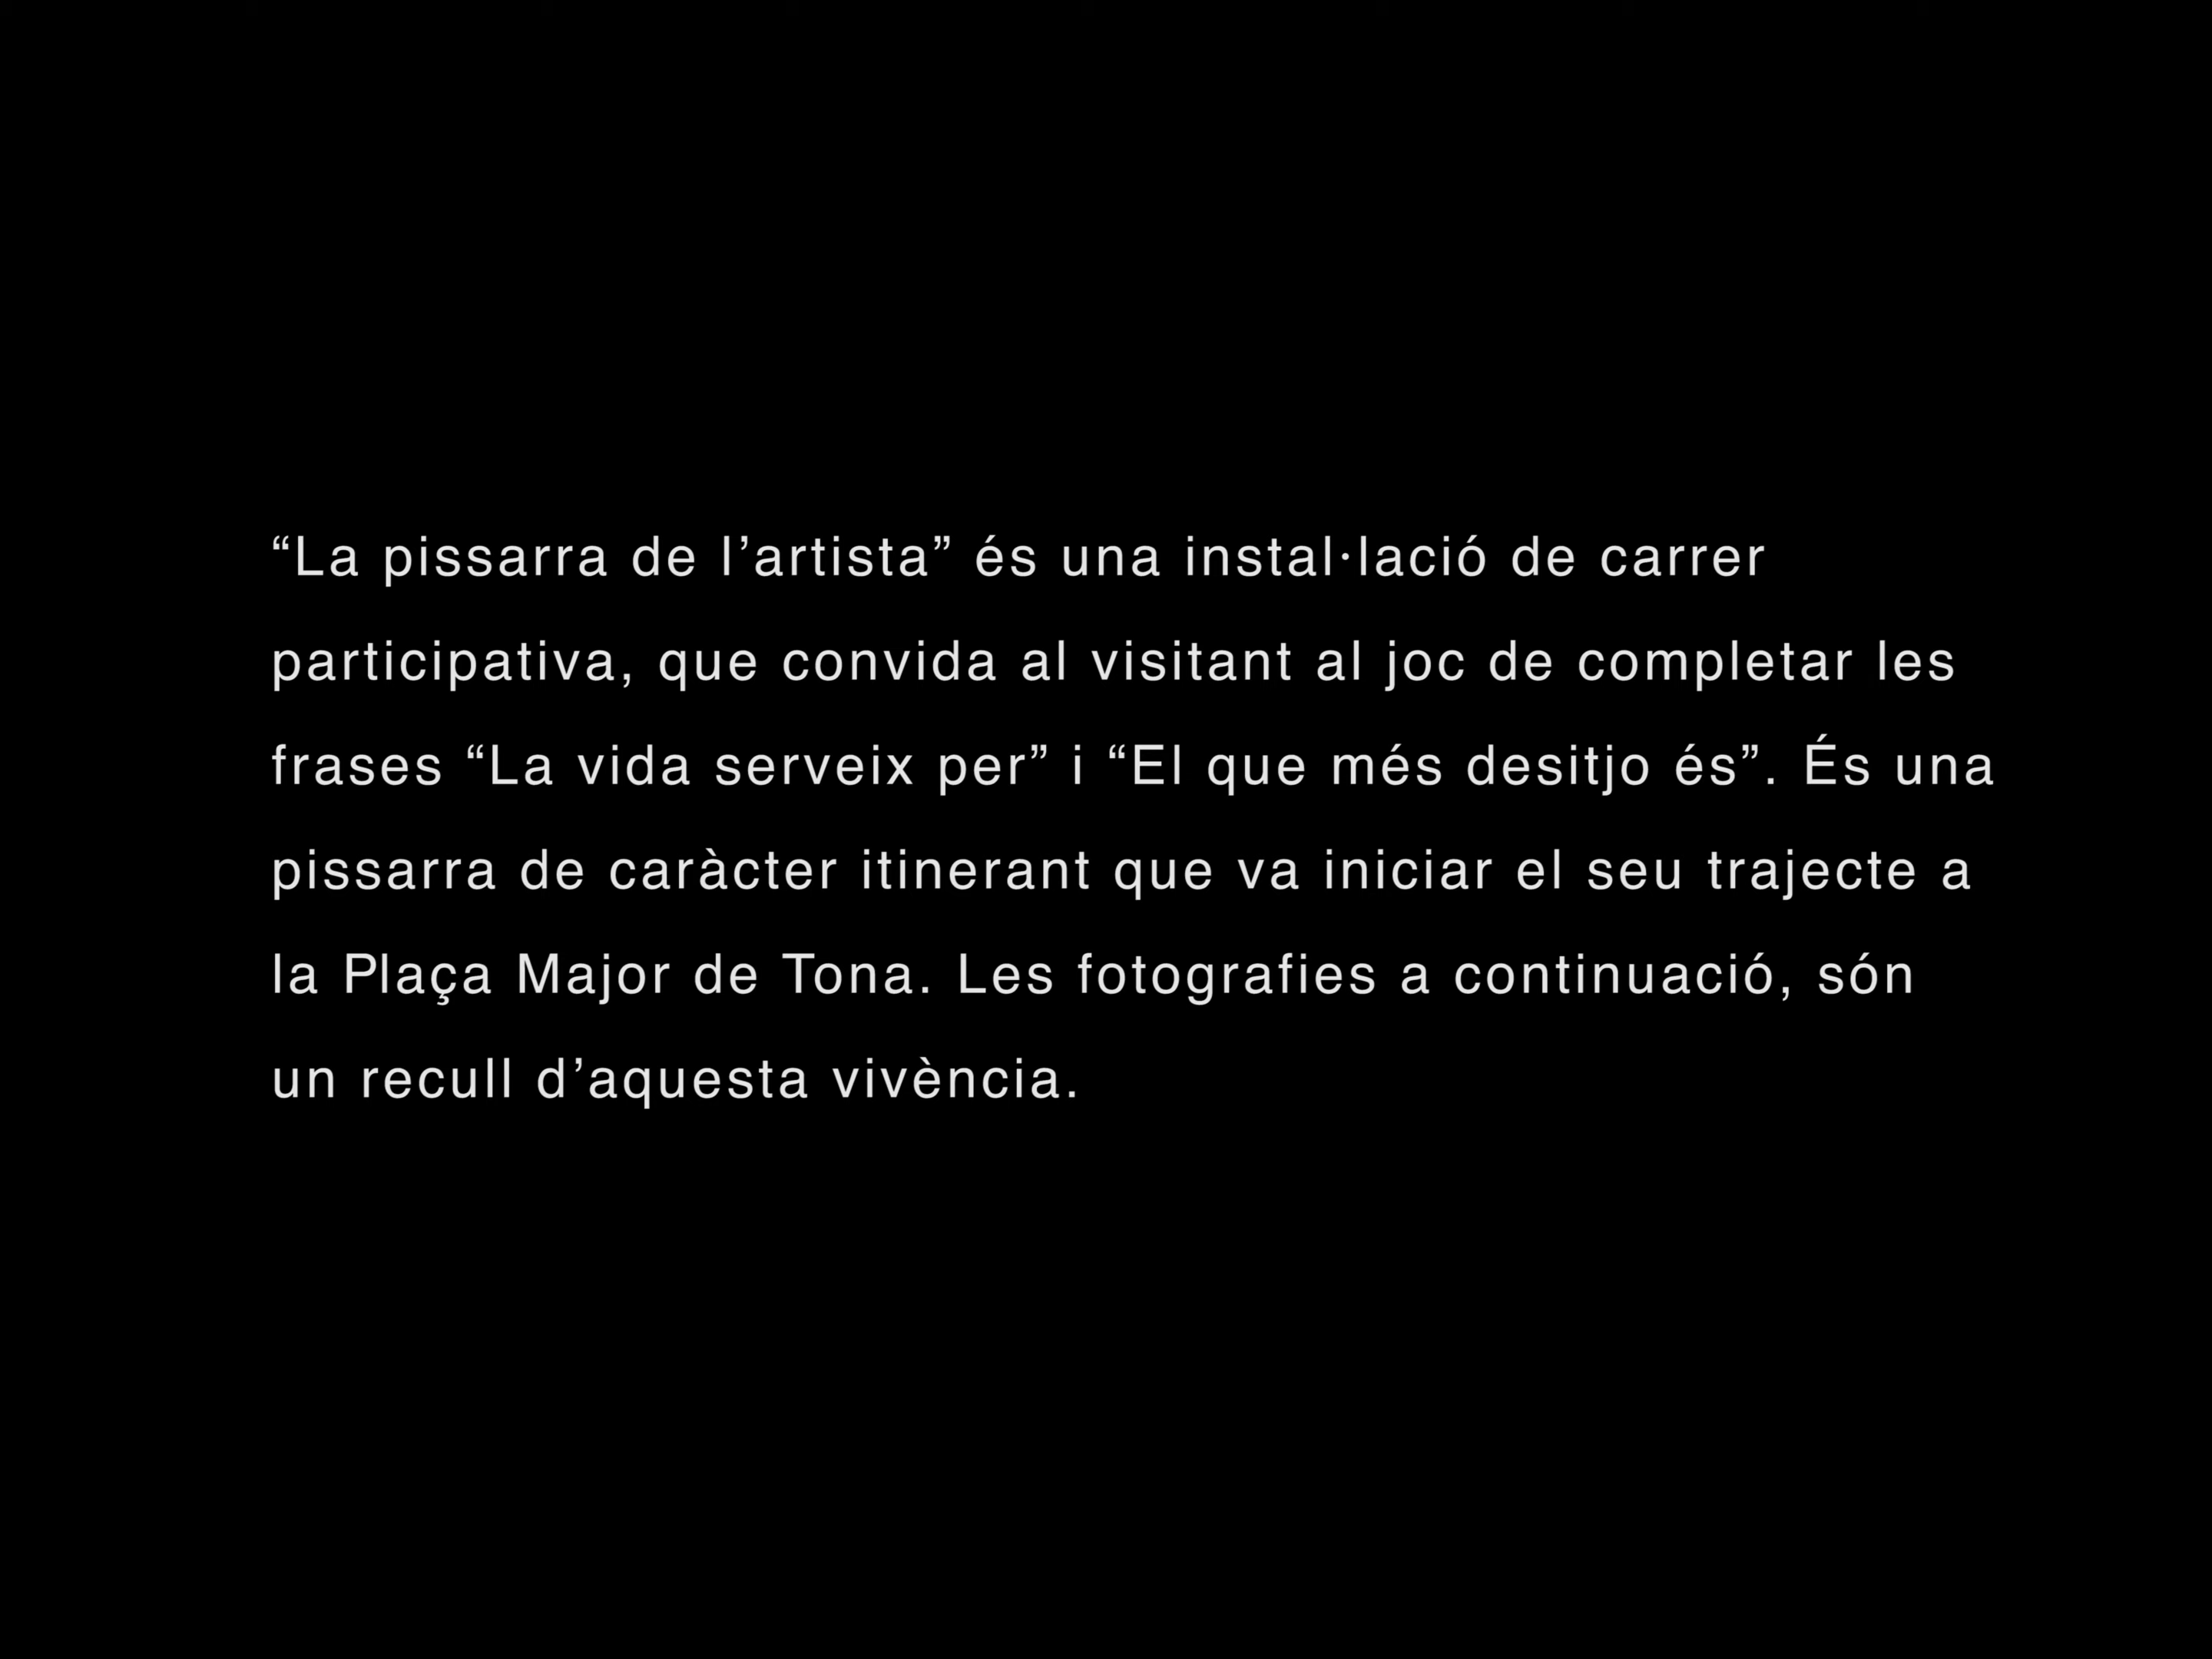 “La pissarra de l’artista” és una instal·lació de carrer
participativa, que convida al visitant al joc de completar les
frases “La vida serveix per” i “El que més desitjo és”. És una
pissarra de caràcter itinerant que va iniciar el seu trajecte a
la Plaça Major de Tona. Les fotografies a continuació, són
un recull d’aquesta vivència.